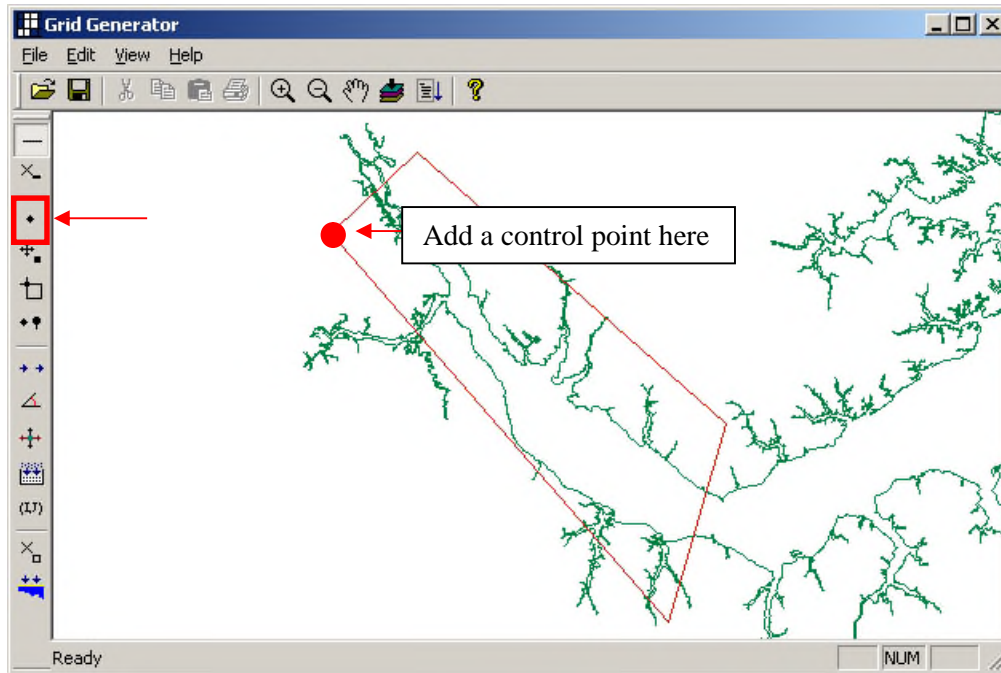 Grid Generator
File Edit View Help
Add a control point here
(I,J)
Ready
NUM